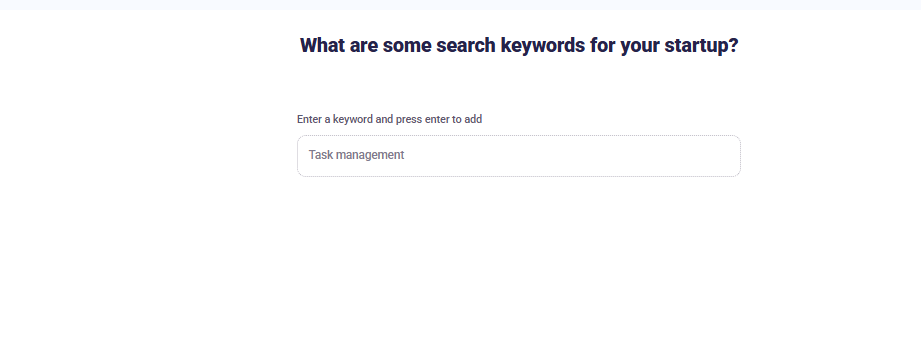 What are some search keywords for your startup?
Enter a keyword and press enter to add
Task management